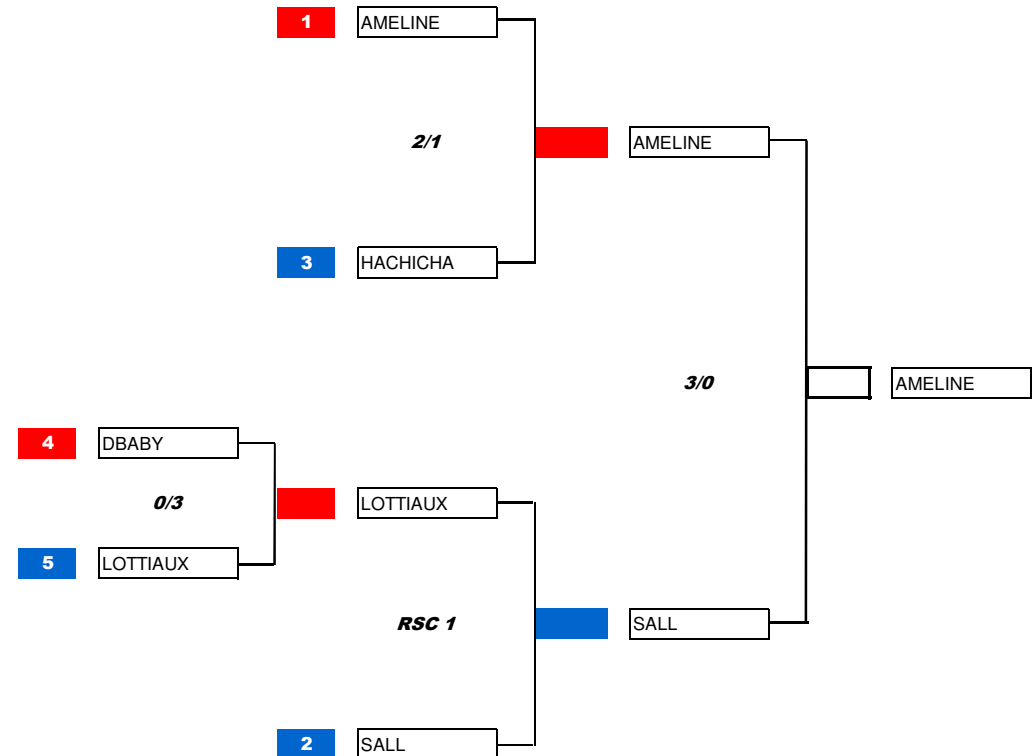 1 AMELINE
2/1
AMELINE
3 HACHICHA
3/0
AMELINE
4 DBABY
0/3
LOTTIAUX
5 LOTTIAUX
RSC 1
SALL
2 SALL